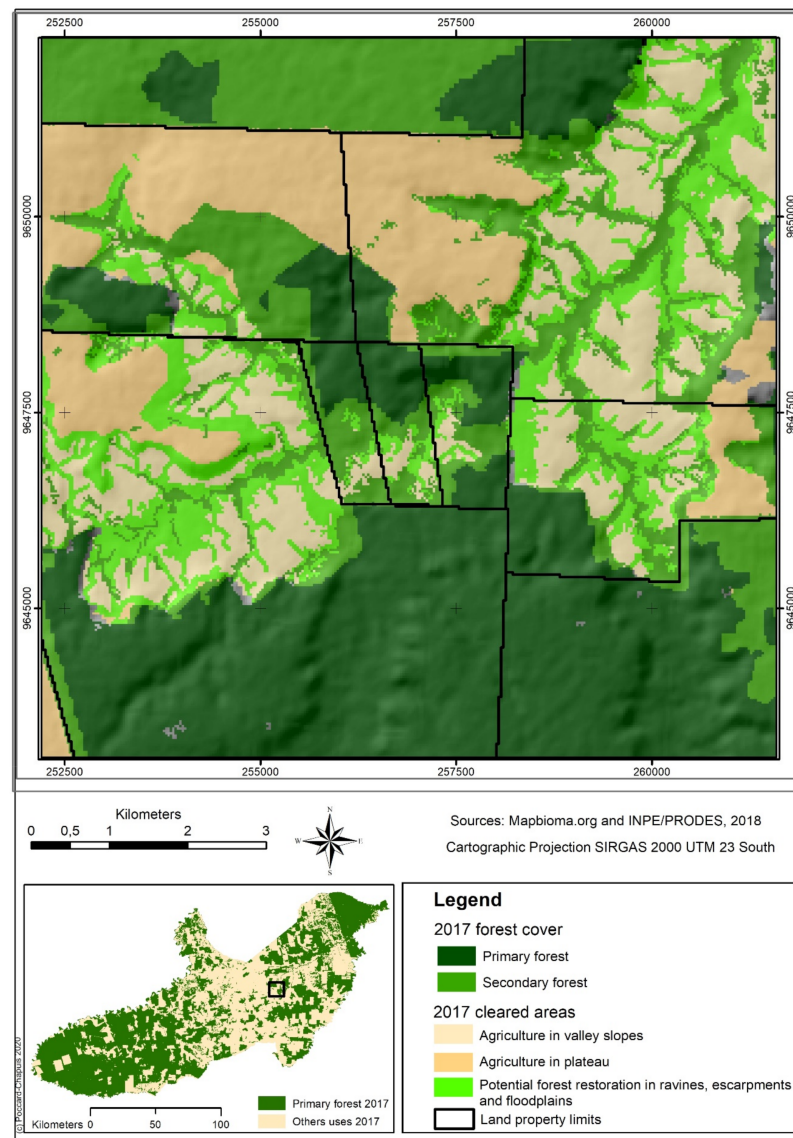 252500 255000 257500 260000
9650000 9650000
9647500 9647500
9645000 9645000
252500 255000 257500 260000
Kilometers
0 0,5 1 2 3
N
W E
S
Sources: Mapbioma.org and INPE/PRODES, 2018
Cartographic Projection SIRGAS 2000 UTM 23 South
(c) Poccard-Chapuis 2020
Kilometers 0 50 100
Primary forest 2017
Others uses 2017
Legend
2017 forest cover
Primary forest
Secondary forest
2017 cleared areas
Agriculture in valley slopes
Agriculture in plateau
Potential forest restoration in ravines, escarpments
and floodplains
Land property limits